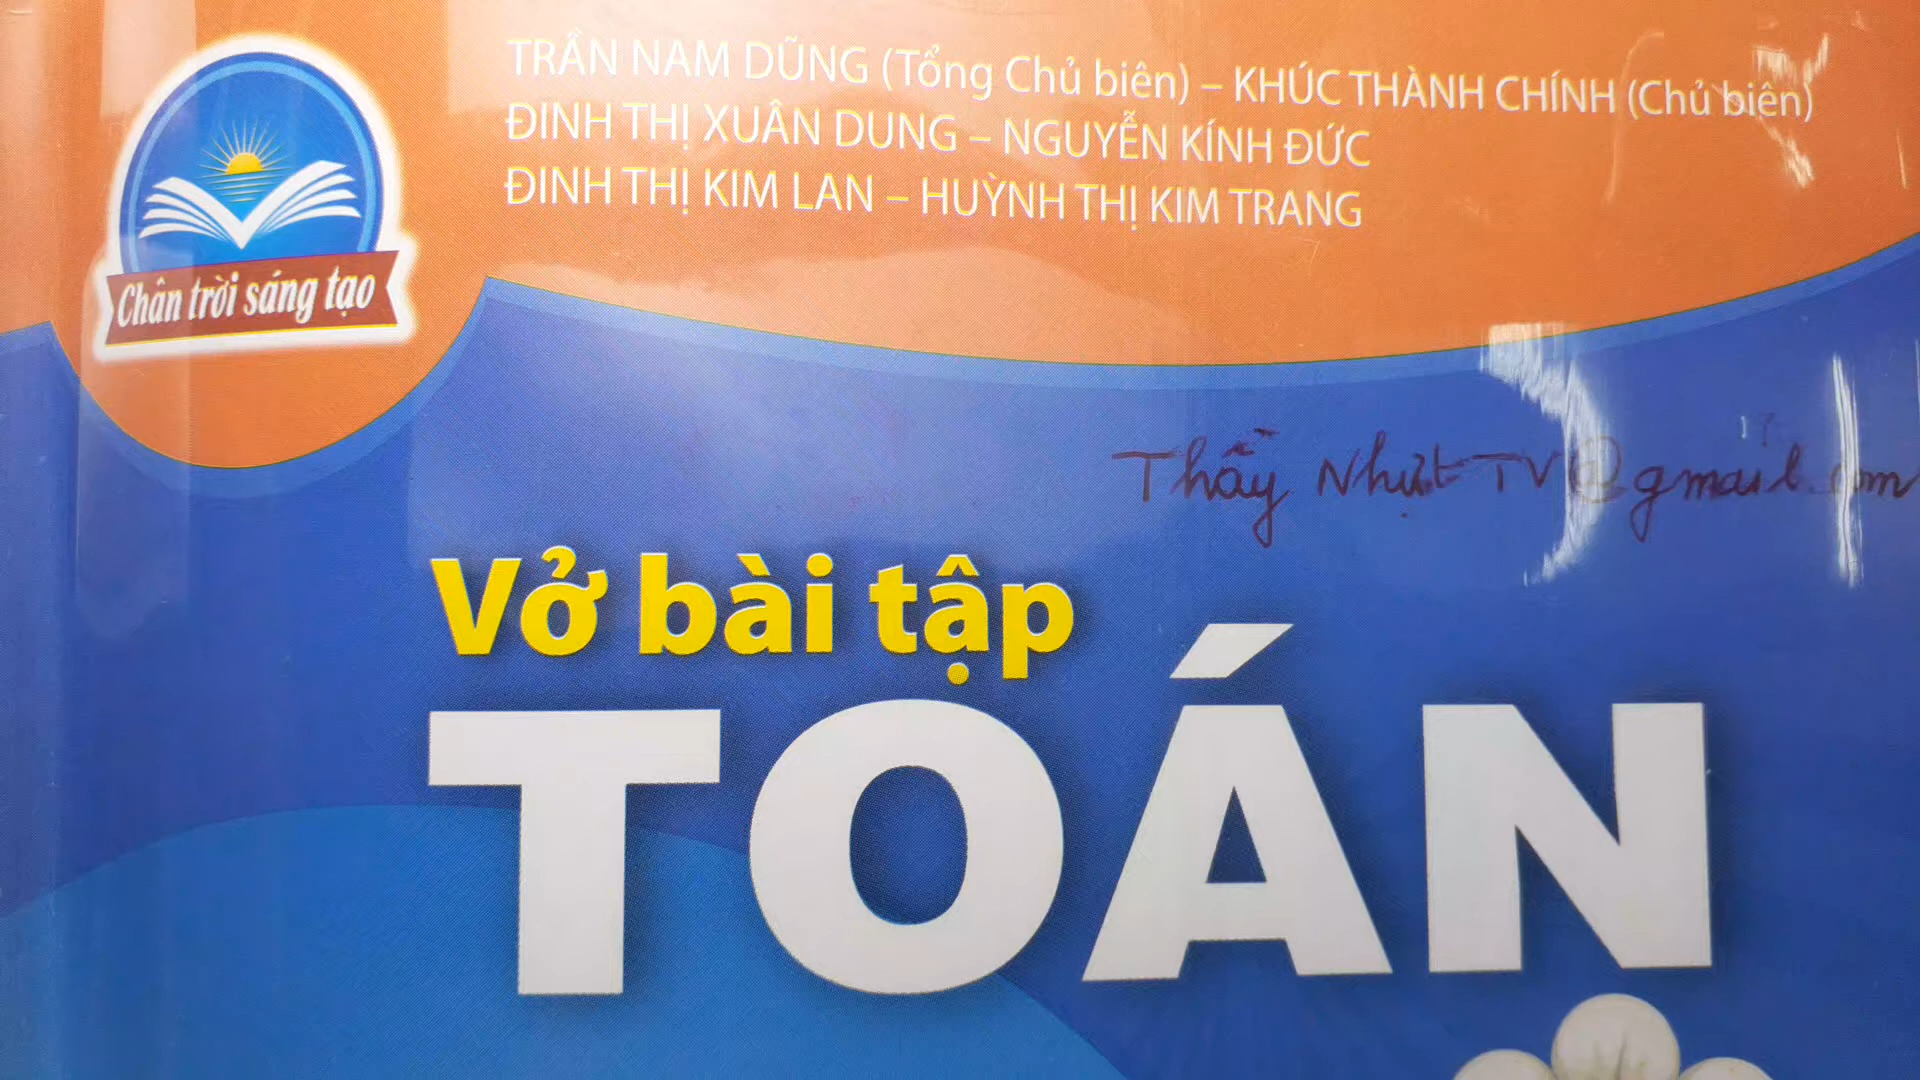 TRẦN NAM DŨNG (Tổng Chủ biên) – KHÚC THÀNH CHÍNH (Chủ biên)
ĐINH THỊ XUÂN DUNG – NGUYỄN KÍNH ĐỨC
ĐINH THỊ KIM LAN – HUỲNH THỊ KIM TRANG
Chân trời sáng tạo
Thầy Nhựt TV@gmail.com
Vở bài tập
TOÁN